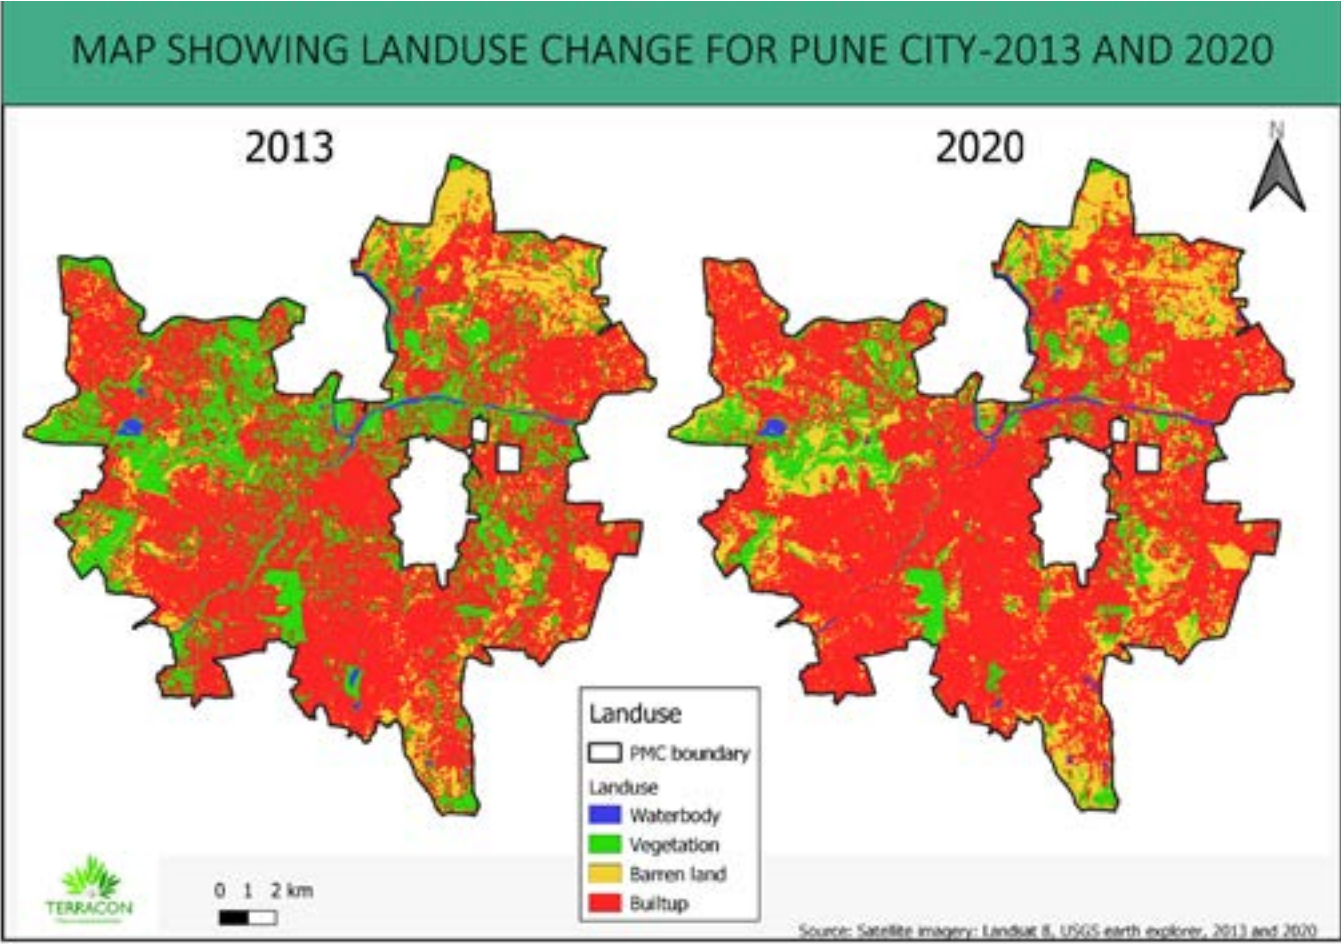 MAP SHOWING LANDUSE CHANGE FOR PUNE CITY-2013 AND 2020
2013
2020
N
Landuse
PMC boundary
Landuse
Waterbody
Vegetation
Barren land
Builtup
0 1 2 km
TERRACON
Source: Satellite imagery: Landsat 8, USGS earth explorer, 2013 and 2020